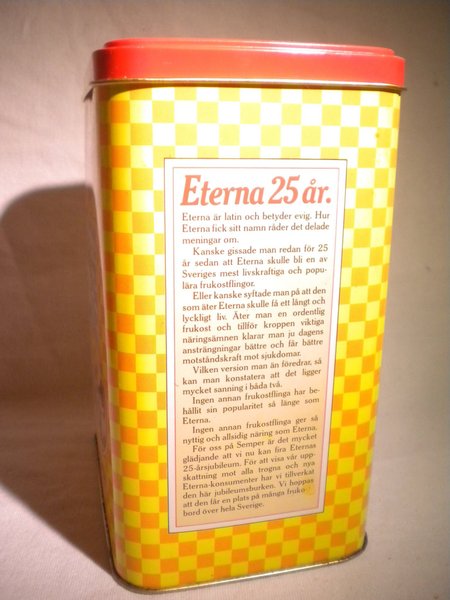 Eterna 25 år.
Eterna är latin och betyder evig. Hur
Eterna fick sitt namn råder det delade
meningar om.
Kanske gissade man redan för 25
år sedan att Eterna skulle bli en av
Sveriges mest livskraftiga och popu-
lära frukostflingor.
Eller kanske syftade man på att den
som äter Eterna skulle få ett långt och
lyckligt liv. Äter man en ordentlig
frukost och tillför kroppen viktiga
näringsämnen klarar man ju dagens
ansträngningar bättre och får bättre
motståndskraft mot sjukdomar.
Vilken version man än föredrar, så
kan man konstatera att det ligger
mycket sanning i båda två.
Ingen annan frukostflinga har be-
hållit sin popularitet så länge som
Eterna.
Ingen annan frukostflinga ger så
nyttig och allsidig näring som Eterna.
För oss på Semper är det mycket
glädjande att vi nu kan fira Eternas
25-årsjubileum. För att visa vår upp-
skattning mot alla trogna och nya
Eterna-konsumenter har vi tillverkat
den här jubileumsburken. Vi hoppas
att den får en plats på många fruko
bord över hela Sverige.